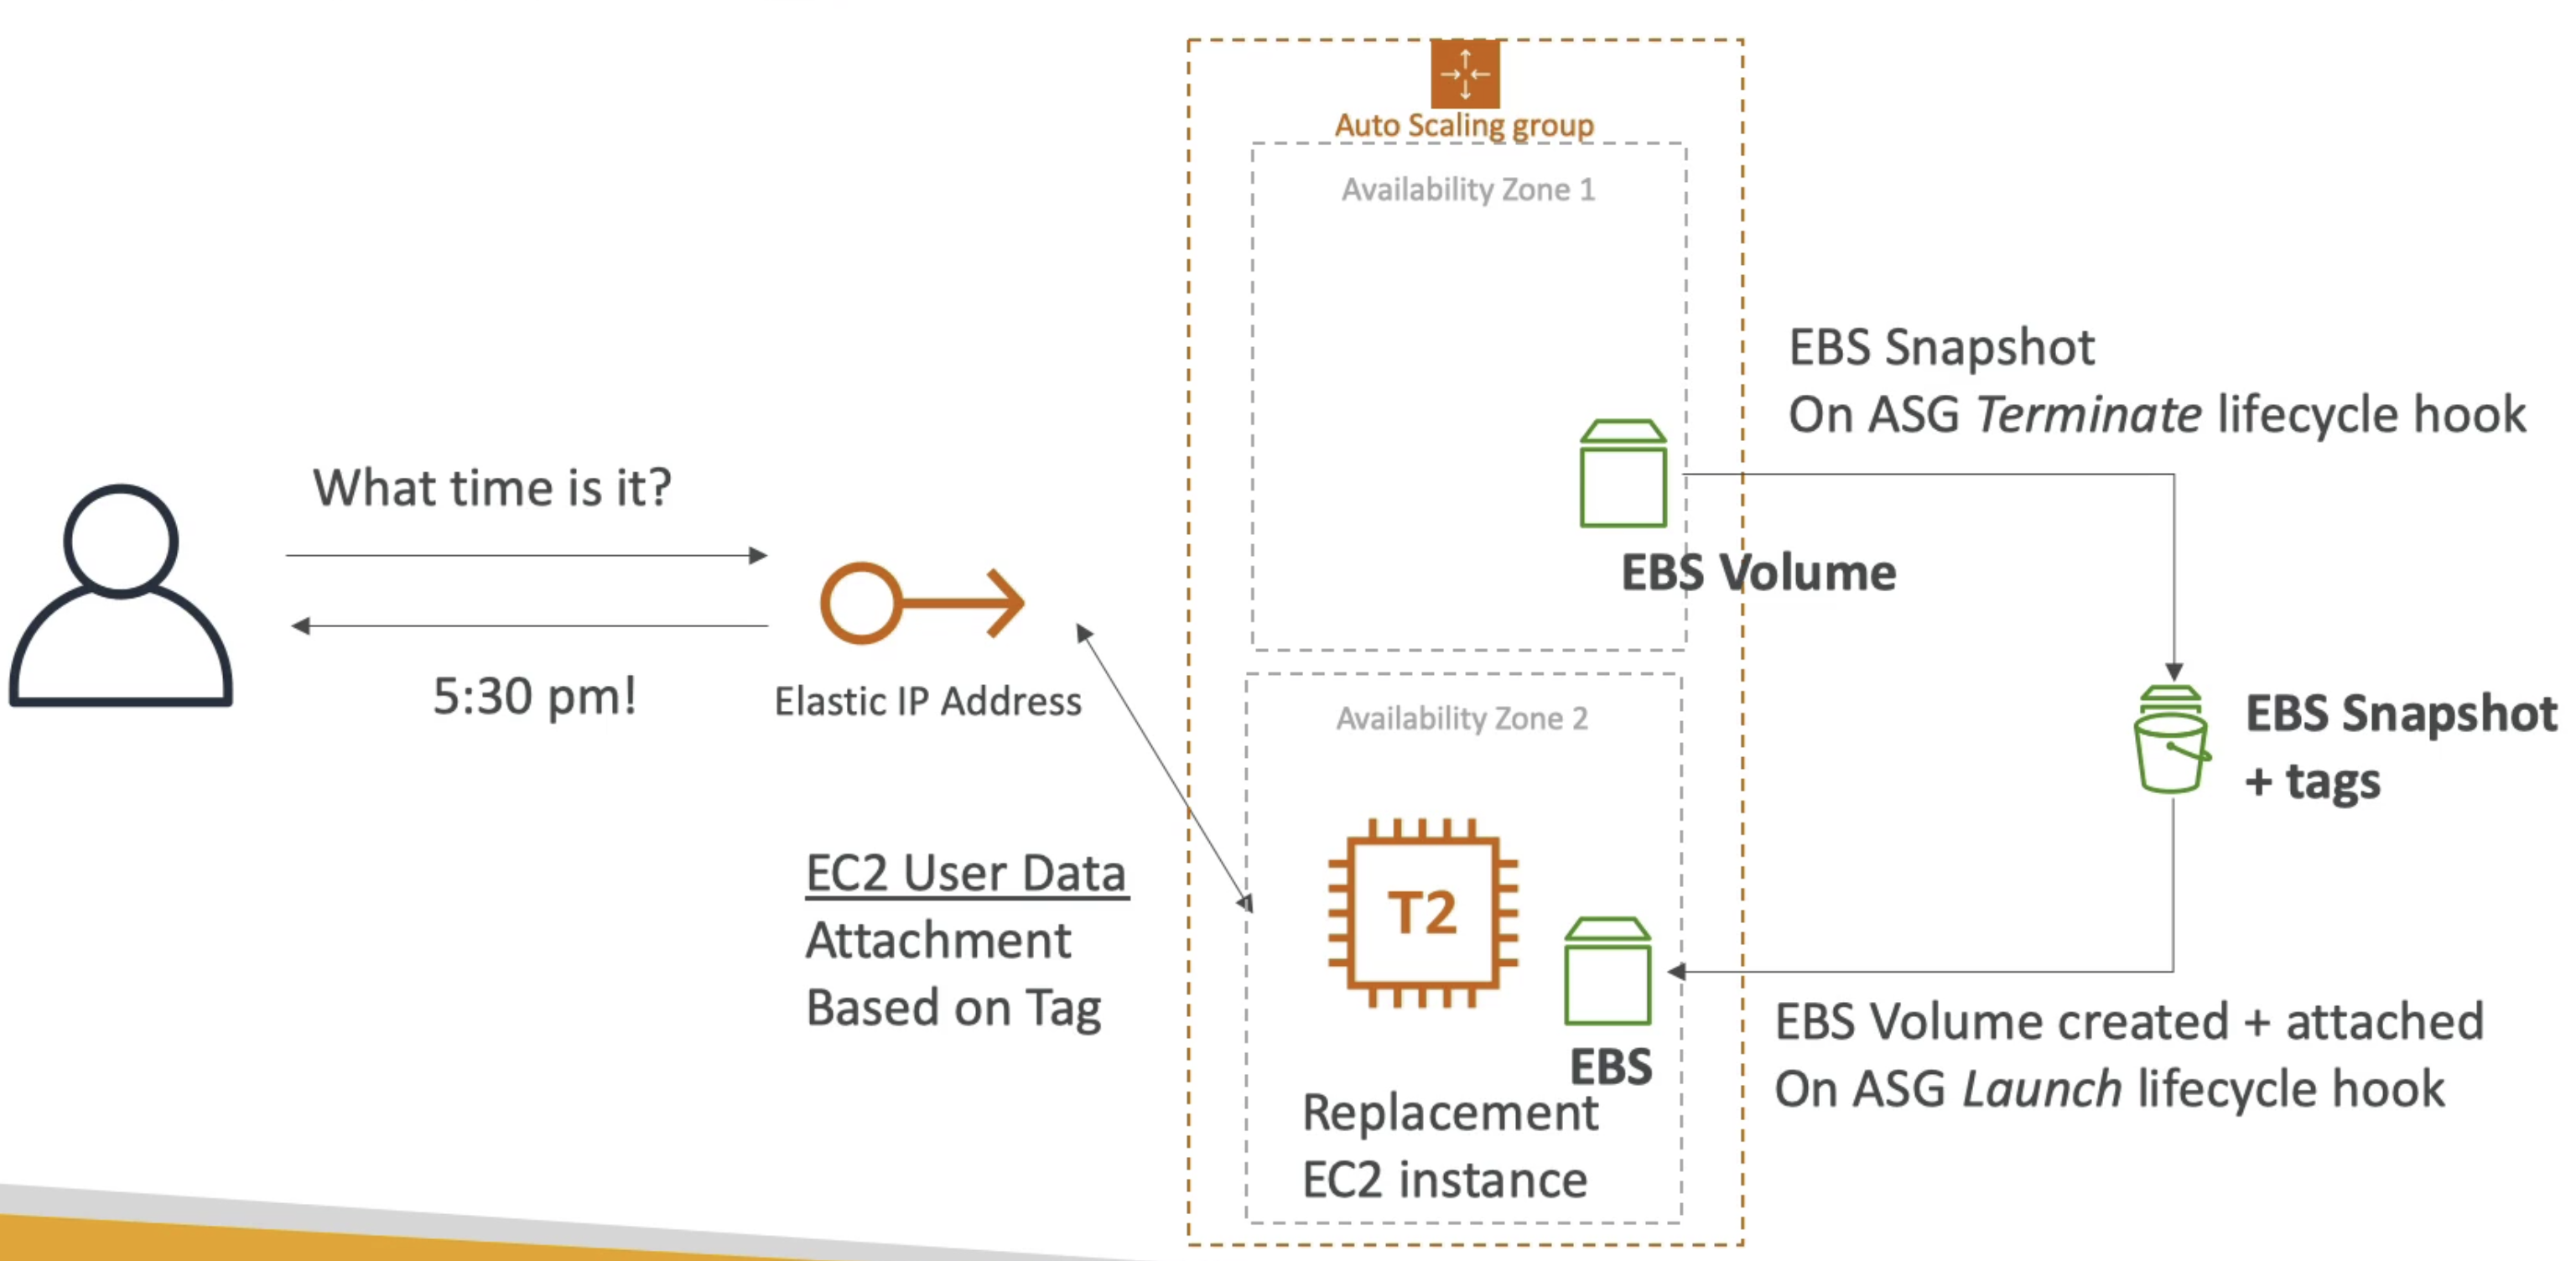 Auto Scaling group
Availability Zone 1
EBS Snapshot
On ASG Terminate lifecycle hook
What time is it?
EBS Volume
5:30 pm!
Elastic IP Address
Availability Zone 2
EBS Snapshot
+ tags
EC2 User Data
Attachment
Based on Tag
T2
EBS
Replacement
EC2 instance
EBS Volume created + attached
On ASG Launch lifecycle hook